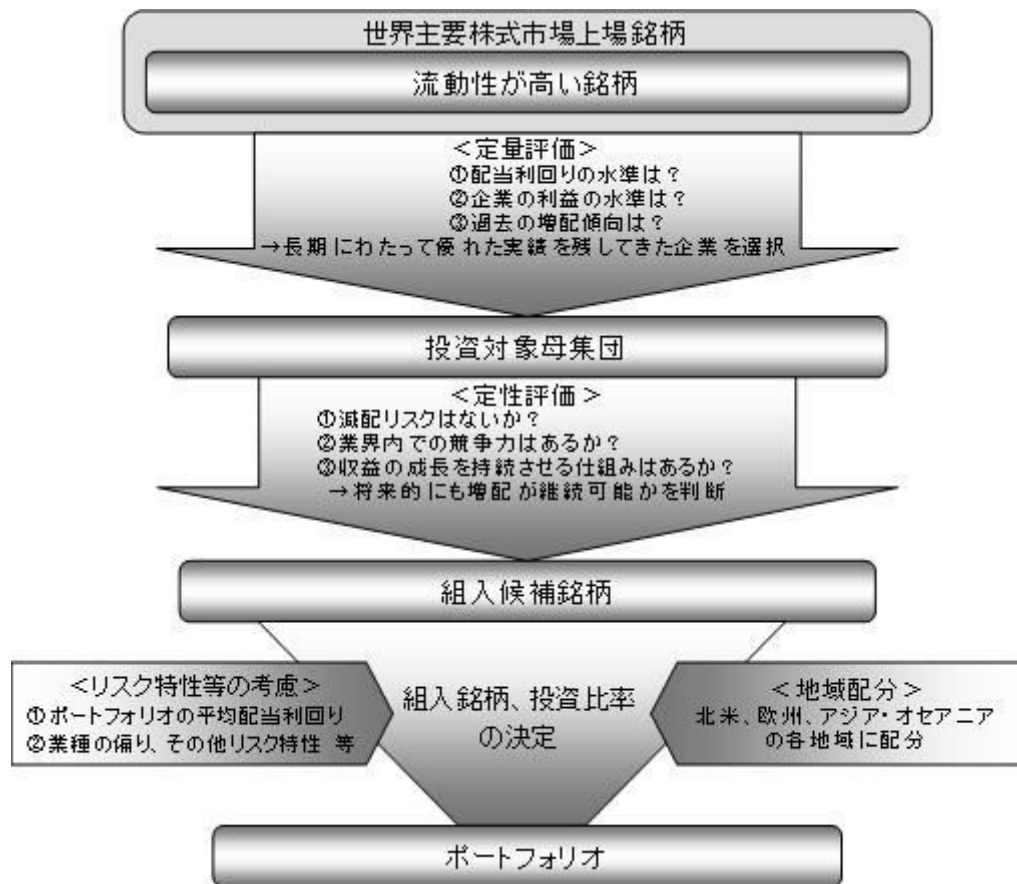 世界主要株式市場上場銘柄
流動性が高い銘柄
＜定量評価＞
①配当利回りの水準は？
②企業の利益の水準は？
③過去の増配傾向は？
→長期にわたって優れた実績を残してきた企業を選択
投資対象母集団
＜定性評価＞
①減配リスクはないか？
②業界内での競争力はあるか？
③収益の成長を持続させる仕組みはあるか？
→将来的にも増配が継続可能かを判断
組入候補銘柄
＜リスク特性等の考慮＞
①ポートフォリオの平均配当利回り
②業種の偏り、その他リスク特性 等
組入銘柄、投資比率
の決定
＜地域配分＞
北米、欧州、アジア・オセアニア
の各地域に配分
ポートフォリオ